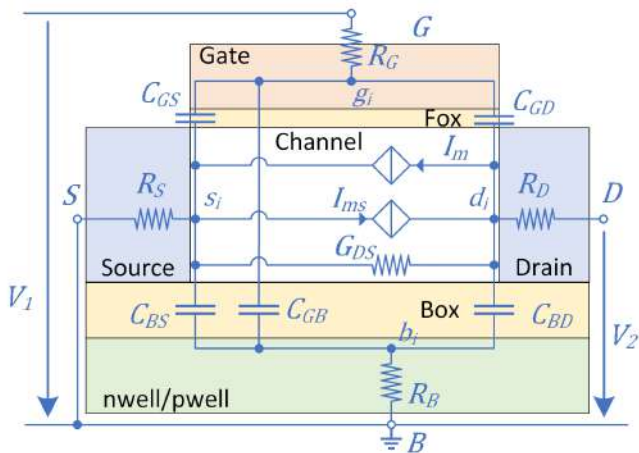 G
Gate
R_G
g_i
C_GS
C_GD
Fox
Channel
I_m
R_S
S
s_i
I_ms
d_i
R_D
D
G_DS
Source
Drain
V_1
C_BS
C_GB
Box
C_BD
V_2
b_i
nwell/pwell
R_B
B